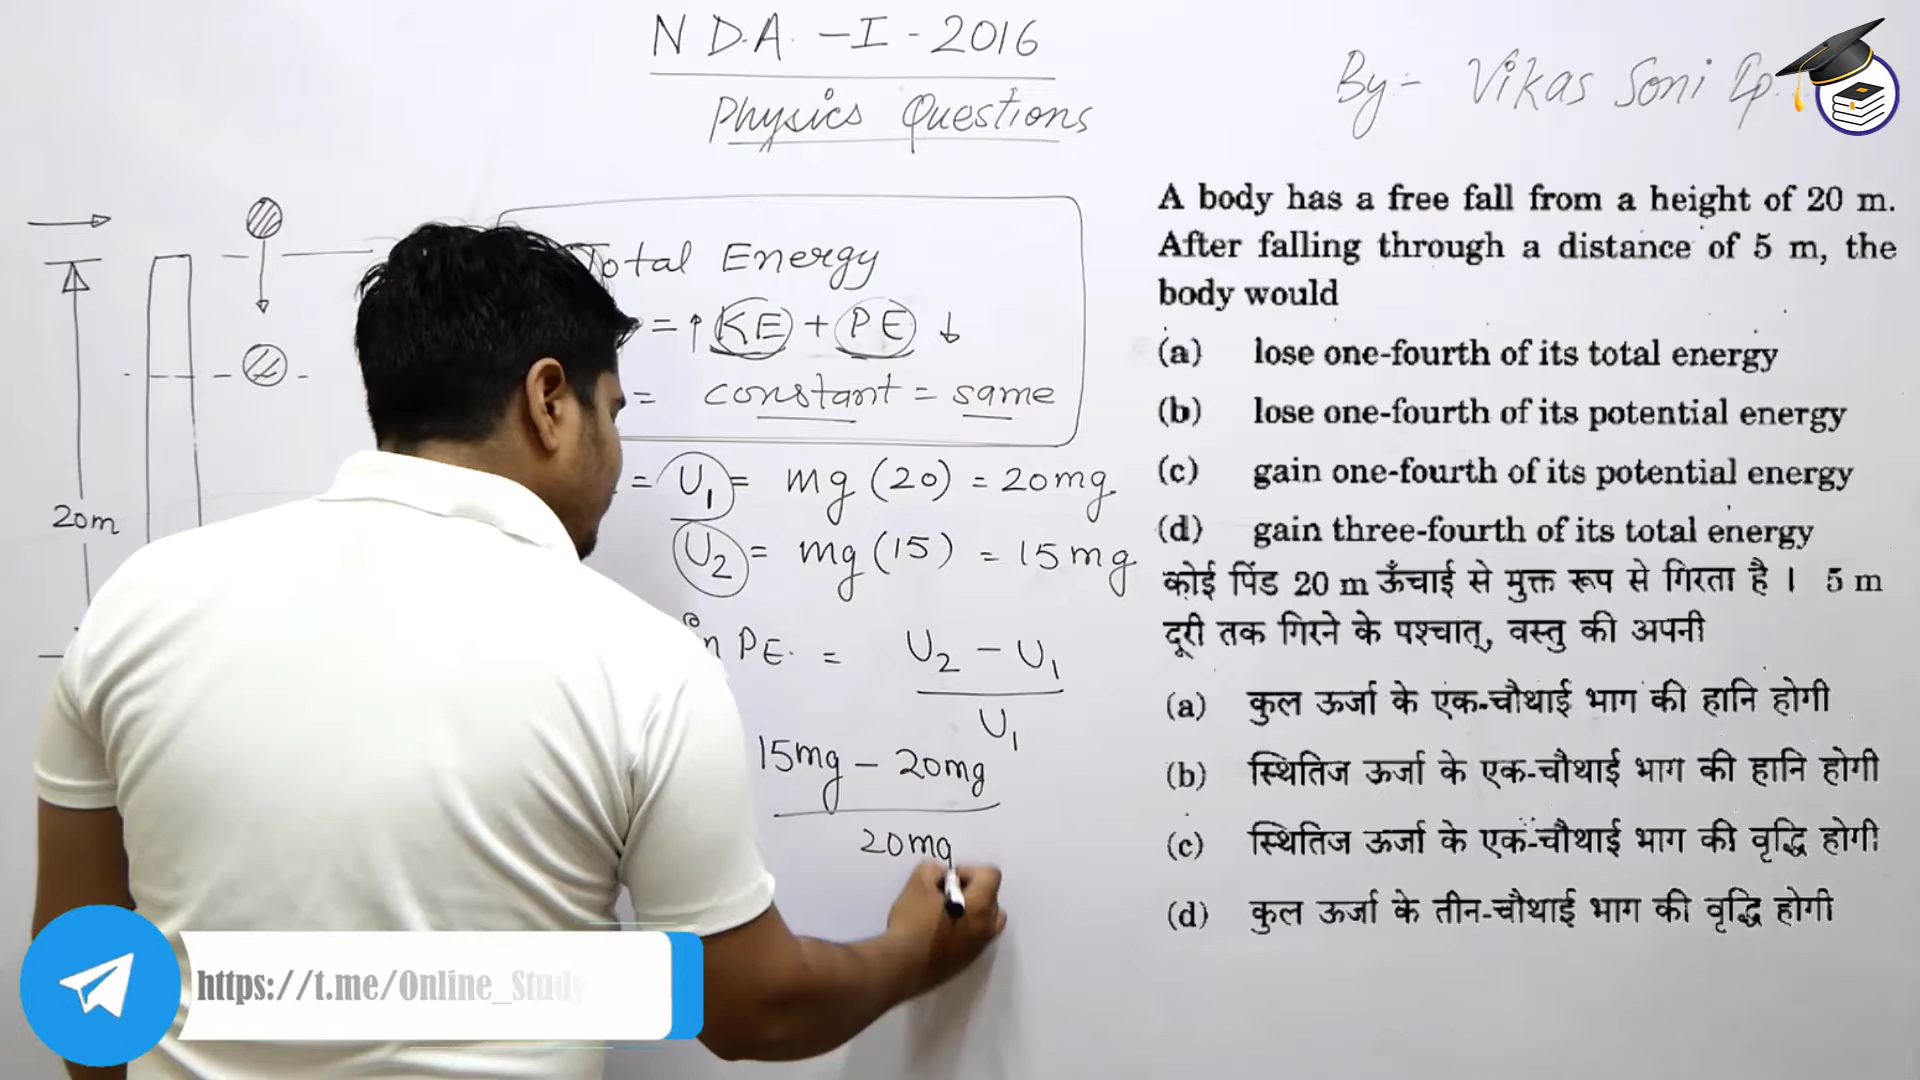 N D.A. - I - 2016
Physics Questions
By :- Vikas Soni
Total Energy
= ↑ KE + PE ↓
= constant = same
= U₁ = mg (20) = 20mg
U₂ = mg (15) = 15mg
20m
in PE. = U₂ - U₁
U₁
15mg - 20mg
20mg
A body has a free fall from a height of 20 m.
After falling through a distance of 5 m, the
body would
(a) lose one-fourth of its total energy
(b) lose one-fourth of its potential energy
(c) gain one-fourth of its potential energy
(d) gain three-fourth of its total energy
कोई पिंड 20 m ऊँचाई से मुक्त रूप से गिरता है । 5 m
दूरी तक गिरने के पश्चात्, वस्तु की अपनी
(a) कुल ऊर्जा के एक-चौथाई भाग की हानि होगी
(b) स्थितिज ऊर्जा के एक-चौथाई भाग की हानि होगी
(c) स्थितिज ऊर्जा के एक-चौथाई भाग की वृद्धि होगी
(d) कुल ऊर्जा के तीन-चौथाई भाग की वृद्धि होगी
https://t.me/Online_Study